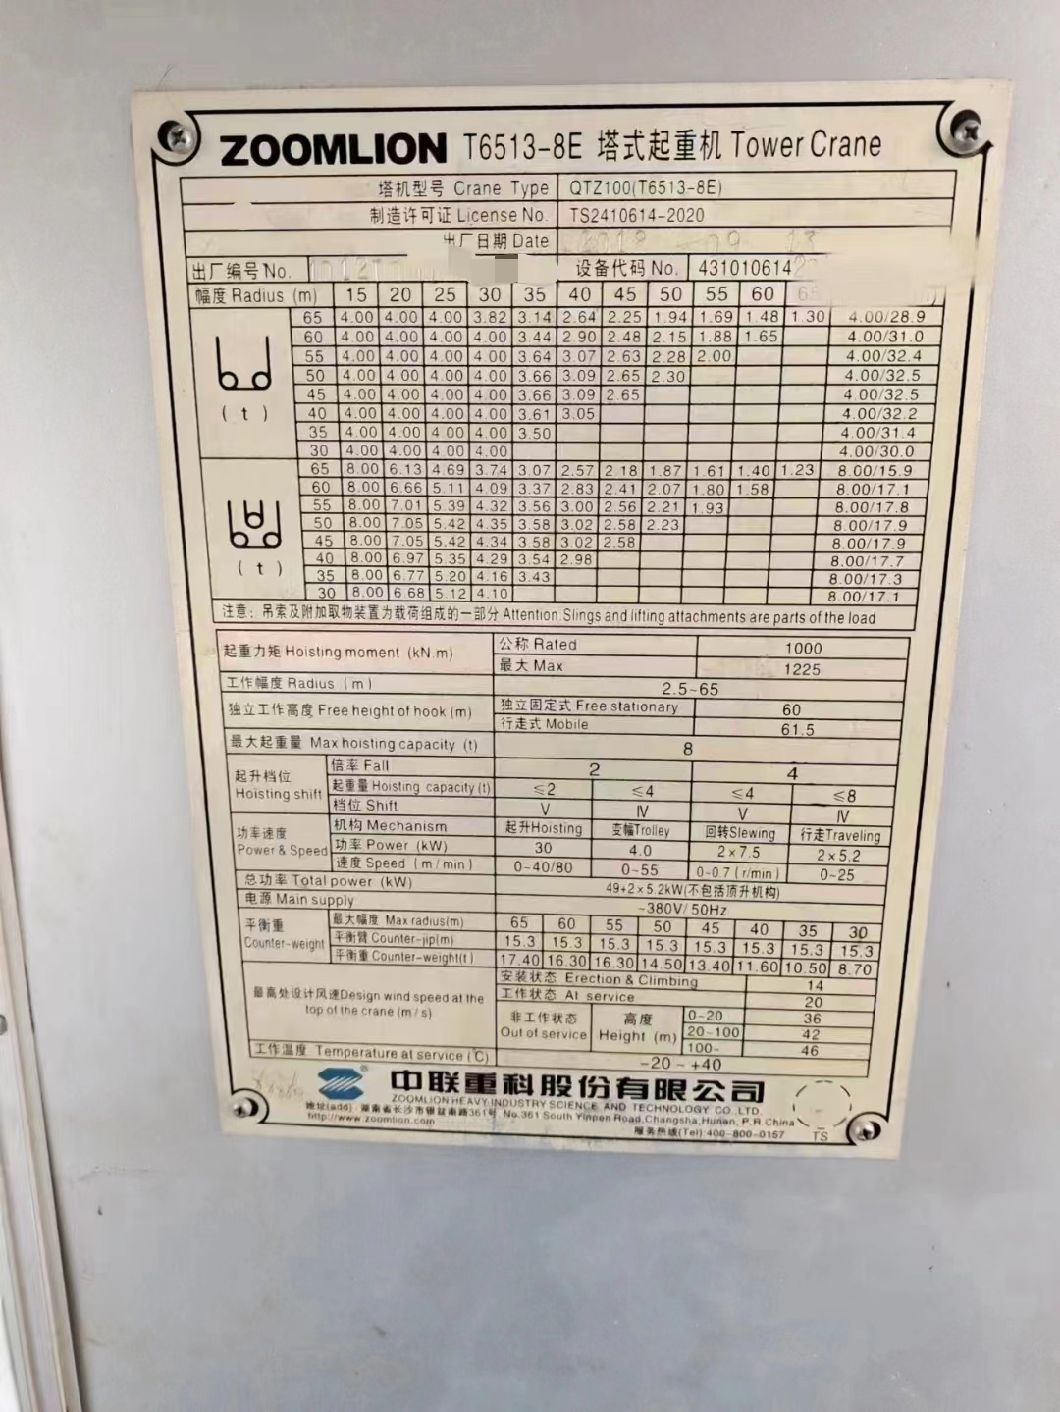 ZOOMLION T6513-8E 塔式起重机 Tower Crane
塔机型号 Crane Type QTZ100(T6513-8E)
制造许可证 License No. TS2410614-2020
出厂日期 Date
出厂编号 No. 设备代码 No. 431010614
幅度 Radius (m) 15 20 25 30 35 40 45 50 55 60 65
65 4.00 4.00 4.00 3.82 3.14 2.64 2.25 1.94 1.69 1.48 1.30 4.00/28.9
60 4.00 4.00 4.00 4.00 3.44 2.90 2.48 2.15 1.88 1.65 4.00/31.0
55 4.00 4.00 4.00 4.00 3.64 3.07 2.63 2.28 2.00 4.00/32.4
50 4.00 4.00 4.00 4.00 3.66 3.09 2.65 2.30 4.00/32.5
45 4.00 4.00 4.00 4.00 3.66 3.09 2.65 4.00/32.5
(t) 40 4.00 4.00 4.00 4.00 3.61 3.05 4.00/32.2
35 4.00 4.00 4.00 4.00 3.50 4.00/31.4
30 4.00 4.00 4.00 4.00 4.00/30.0
65 8.00 6.13 4.69 3.74 3.07 2.57 2.18 1.87 1.61 1.40 1.23 8.00/15.9
60 8.00 6.66 5.11 4.09 3.37 2.83 2.41 2.07 1.80 1.58 8.00/17.1
55 8.00 7.01 5.39 4.32 3.56 3.00 2.56 2.21 1.93 8.00/17.8
50 8.00 7.05 5.42 4.35 3.58 3.02 2.58 2.23 8.00/17.9
45 8.00 7.05 5.42 4.34 3.58 3.02 2.58 8.00/17.9
(t) 40 8.00 6.97 5.35 4.29 3.54 2.98 8.00/17.7
35 8.00 6.77 5.20 4.16 3.43 8.00/17.3
30 8.00 6.68 5.12 4.10 8.00/17.1
注意：吊索及附加取物装置为载荷组成的一部分 Attention Slings and lifting attachments are parts of the load
起重力矩 Hoisting moment (kN.m) 公称 Rated 1000
最大 Max 1225
工作幅度 Radius (m) 2.5~65
独立工作高度 Free height of hook (m) 独立固定式 Free stationary 60
行走式 Mobile 61.5
最大起重量 Max hoisting capacity (t) 8
起升档位 Hoisting shift 倍率 Fall 2 4
起重量 Hoisting capacity (t) ≤2 ≤4 ≤4 ≤8
档位 Shift V IV V IV
功率速度 Power & Speed 机构 Mechanism 起升Hoisting 变幅Trolley 回转Slewing 行走Traveling
功率 Power (kW) 30 4.0 2×7.5 2×5.2
速度 Speed (m/min) 0~40/80 0~55 0~0.7 (r/min) 0~25
总功率 Total power (kW) 49+2×5.2kW(不包括顶升机构)
电源 Main supply ~380V/50Hz
平衡重 Counter-weight 最大幅度 Max radius(m) 65 60 55 50 45 40 35 30
平衡臂 Counter-jip(m) 15.3 15.3 15.3 15.3 15.3 15.3 15.3 15.3
平衡重 Counter-weight(t) 17.40 16.30 16.30 14.50 13.40 11.60 10.50 8.70
最高处设计风速Design wind speed at the top of the crane (m/s) 安装状态 Erection & Climbing 14
工作状态 At service 20
非工作状态 Out of service 高度 Height (m) 0~20 36
20~100 42
100~ 46
工作温度 Temperature at service (℃) -20~+40
中联重科股份有限公司
ZOOMLION HEAVY INDUSTRY SCIENCE AND TECHNOLOGY CO.,LTD.
地址(add)：湖南省长沙市银盆南路361号 No.361 South Yinpen Road,Changsha,Hunan, P.R.China
http://www.zoomlion.com 服务热线(Tel):400-800-0157
TS